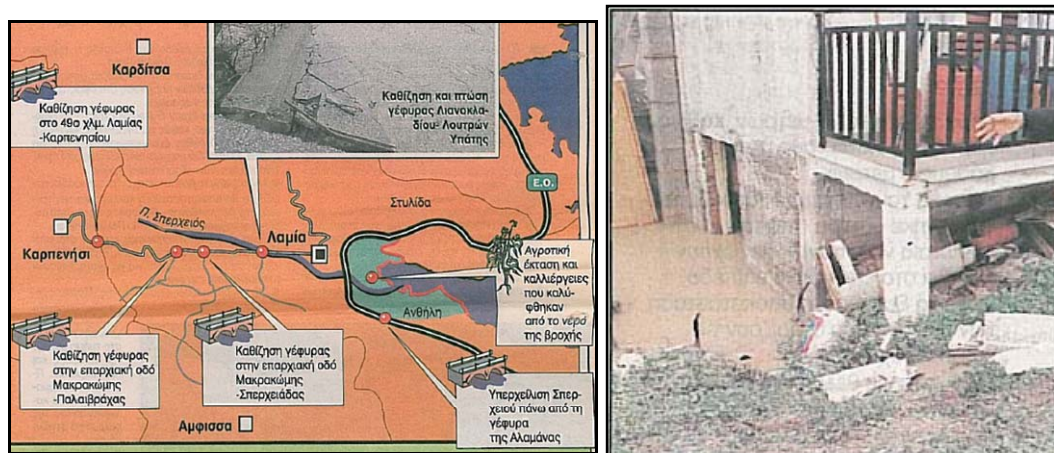 Καρδίτσα
Καθίζηση γέφυρας
στο 49ο χλμ. Λαμίας
-Καρπενησίου
Καθίζηση και πτώση
γέφυρας Λιανοκλα-
δίου- Λουτρών
Υπάτης
Ε.Ο.
Στυλίδα
Π. Σπερχειός
Λαμία
Καρπενήσι
Αγροτική
έκταση και
καλλιέργειες
που καλύ-
φθηκαν
από το νερό
της βροχής
Ανθήλη
Καθίζηση γέφυρας
στην επαρχιακή οδό
Μακρακώμης
-Παλαιβράχας
Καθίζηση γέφυρας
στην επαρχιακή οδό
Μακρακώμης
-Σπερχειάδας
Υπερχείλιση Σπερ-
χειού πάνω από τη
γέφυρα
της Αλαμάνας
Αμφισσα